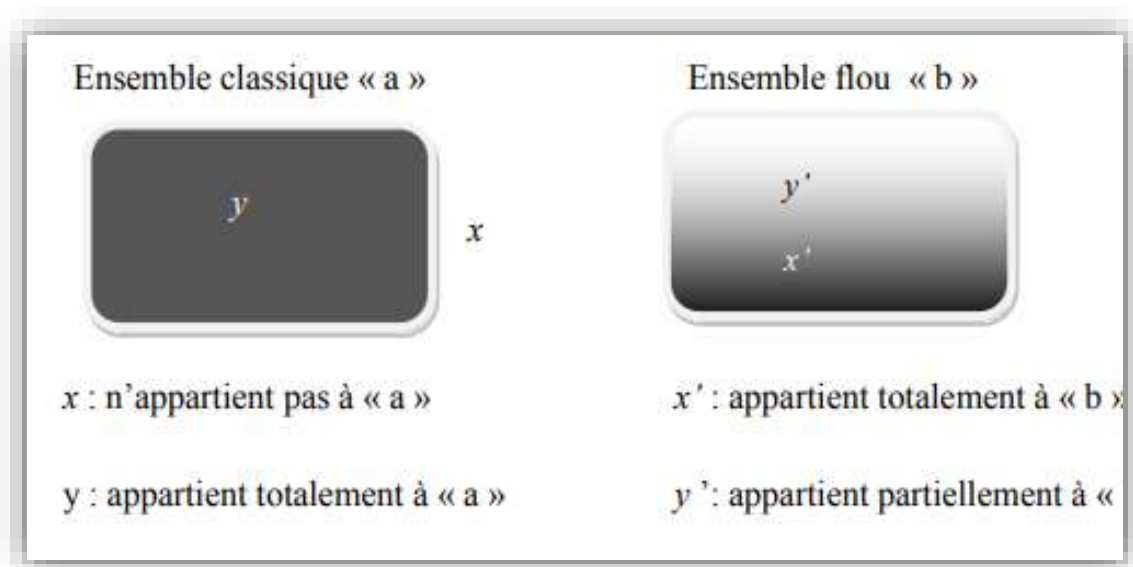 Ensemble classique « a »
Ensemble flou « b »
y
x
y'
x'
x : n’appartient pas à « a »
x' : appartient totalement à « b »
y : appartient totalement à « a »
y ’: appartient partiellement à «